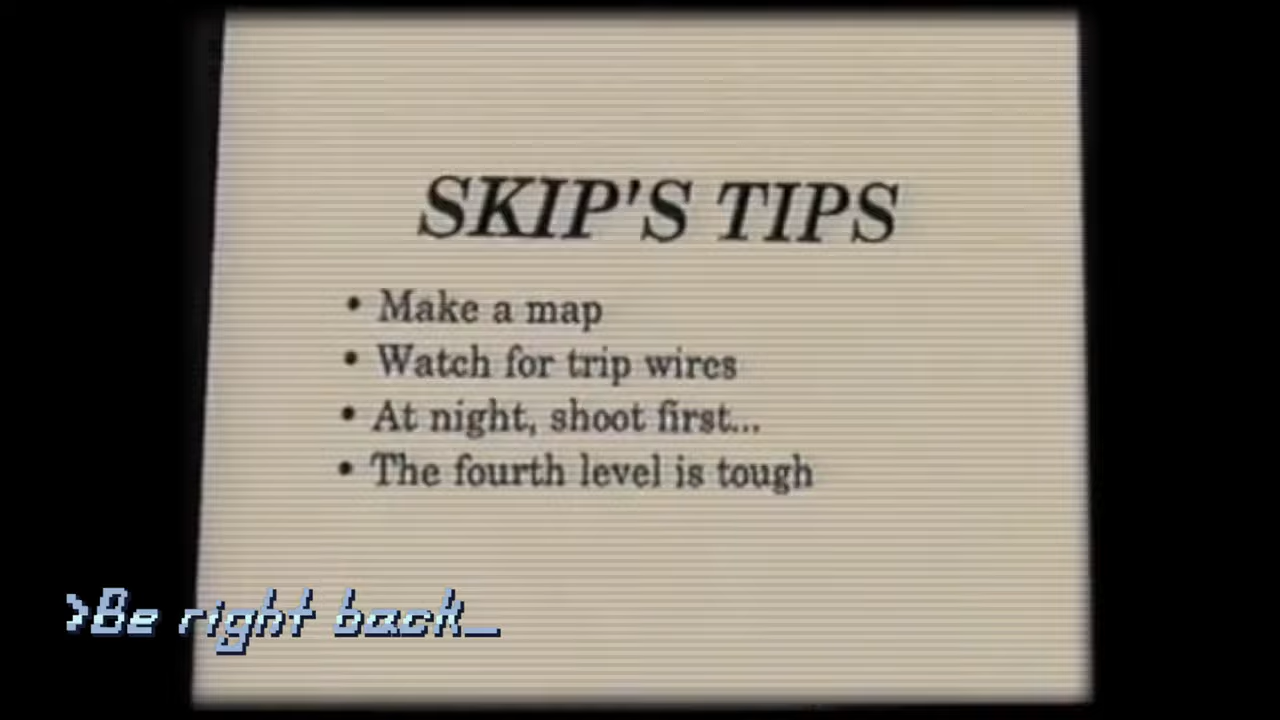 SKIP'S TIPS
• Make a map
• Watch for trip wires
• At night, shoot first...
• The fourth level is tough
>Be right back_